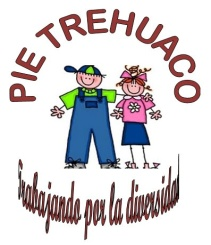 PIE TREHUACO
Trabajando por la diversidad